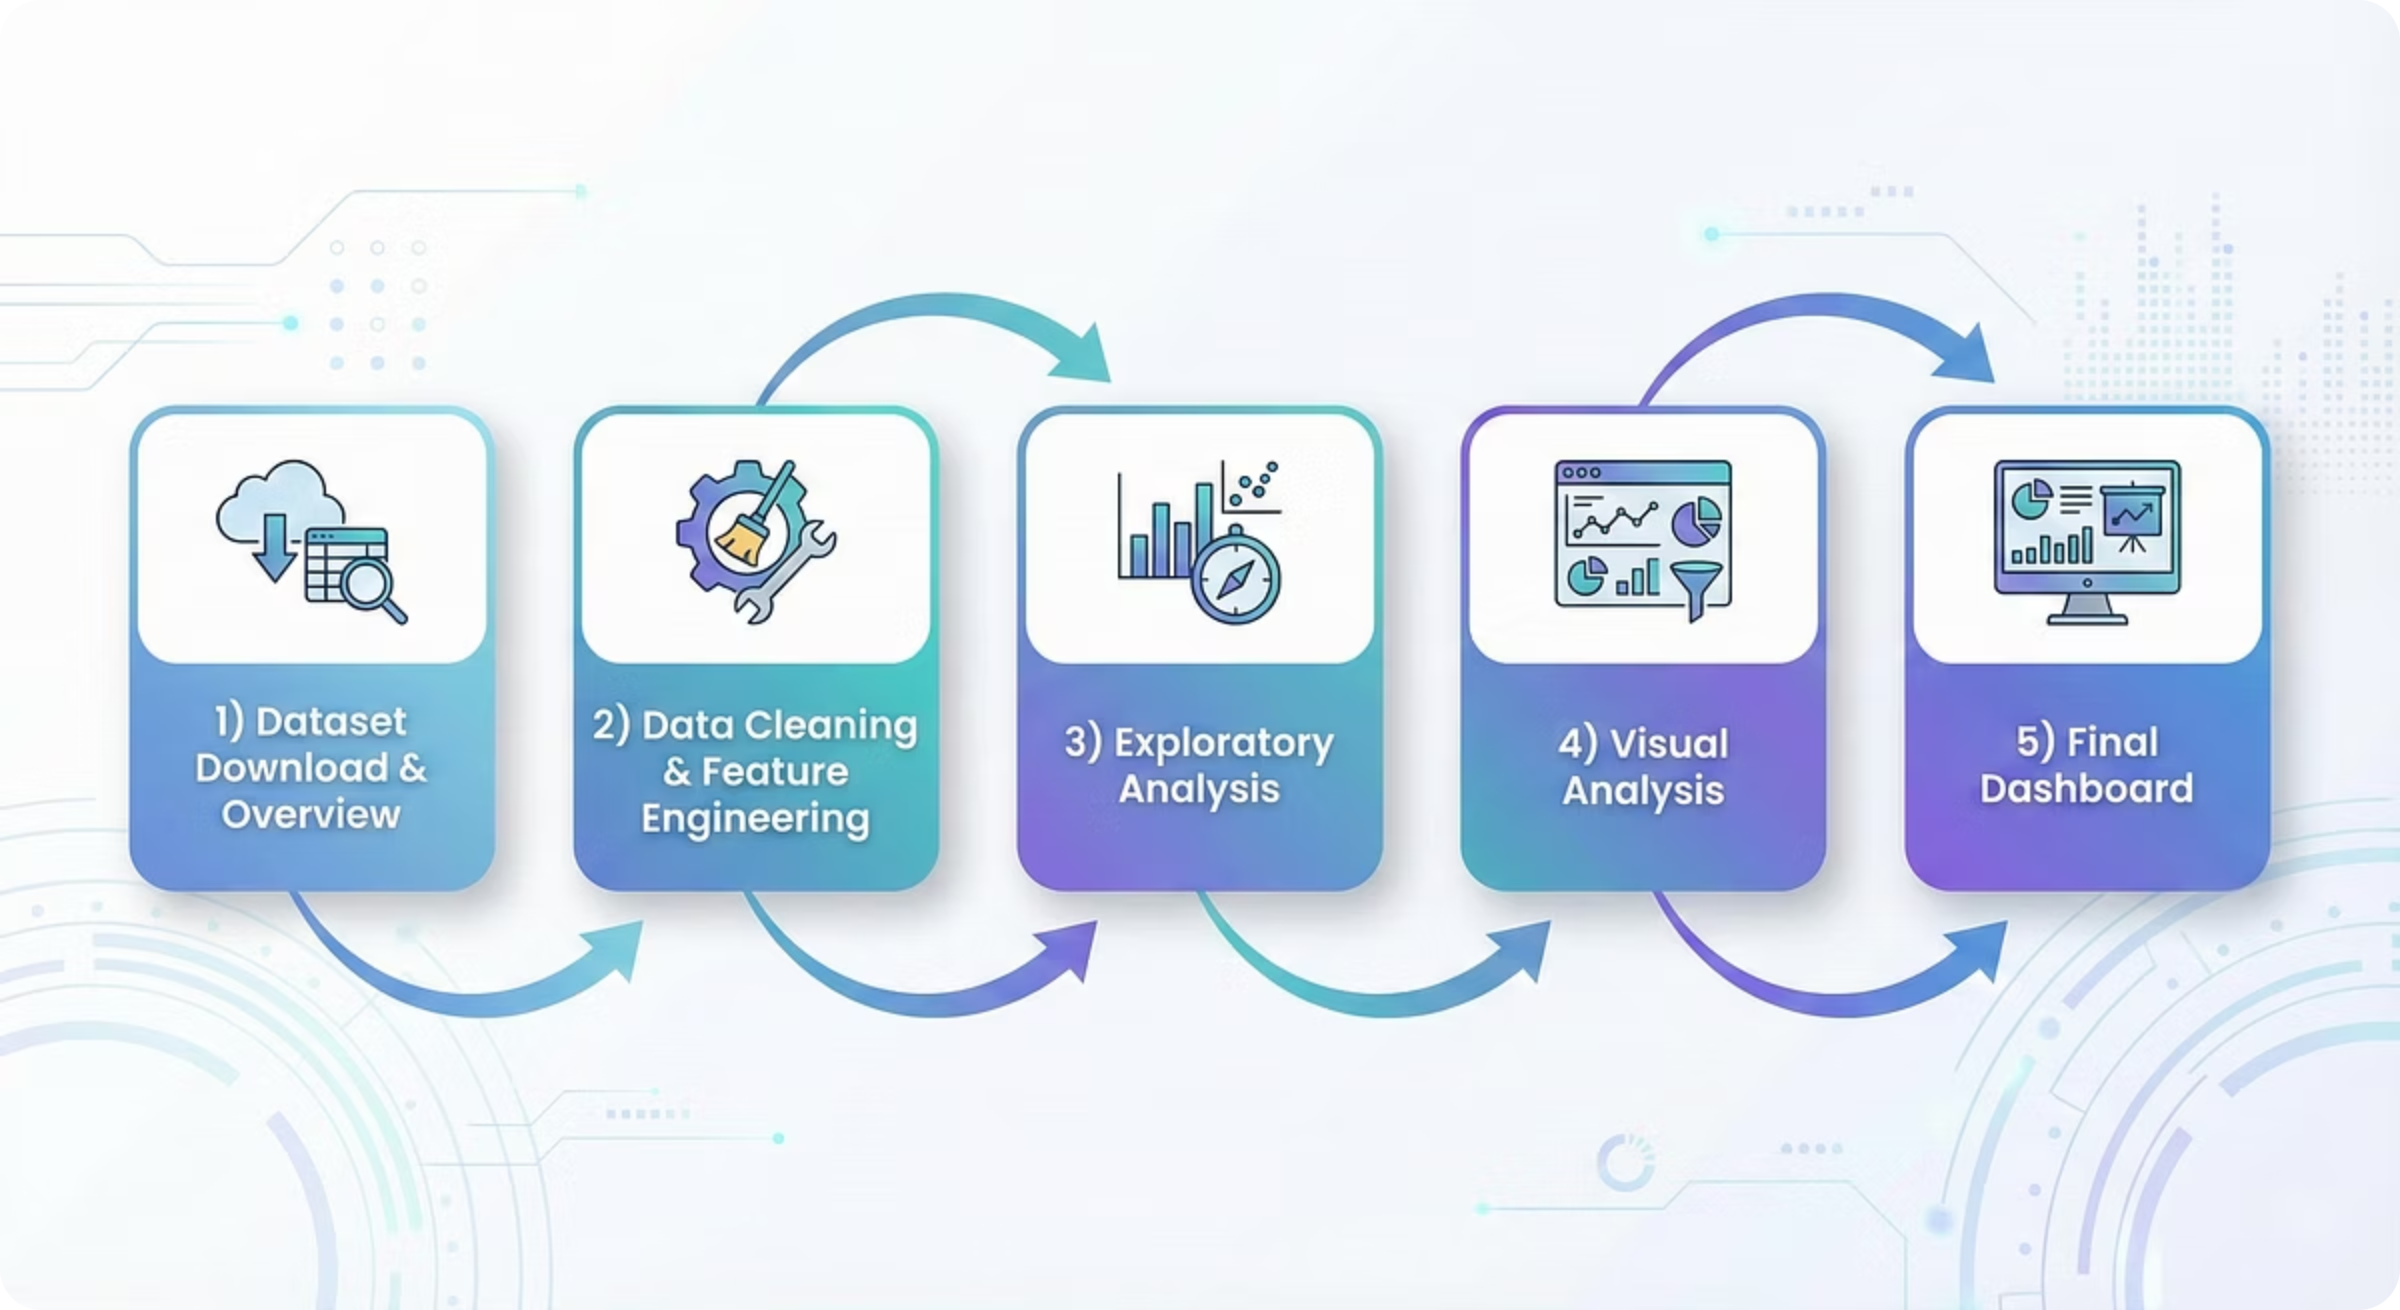 1) Dataset
Download &
Overview
2) Data Cleaning
& Feature
Engineering
3) Exploratory
Analysis
4) Visual
Analysis
5) Final
Dashboard